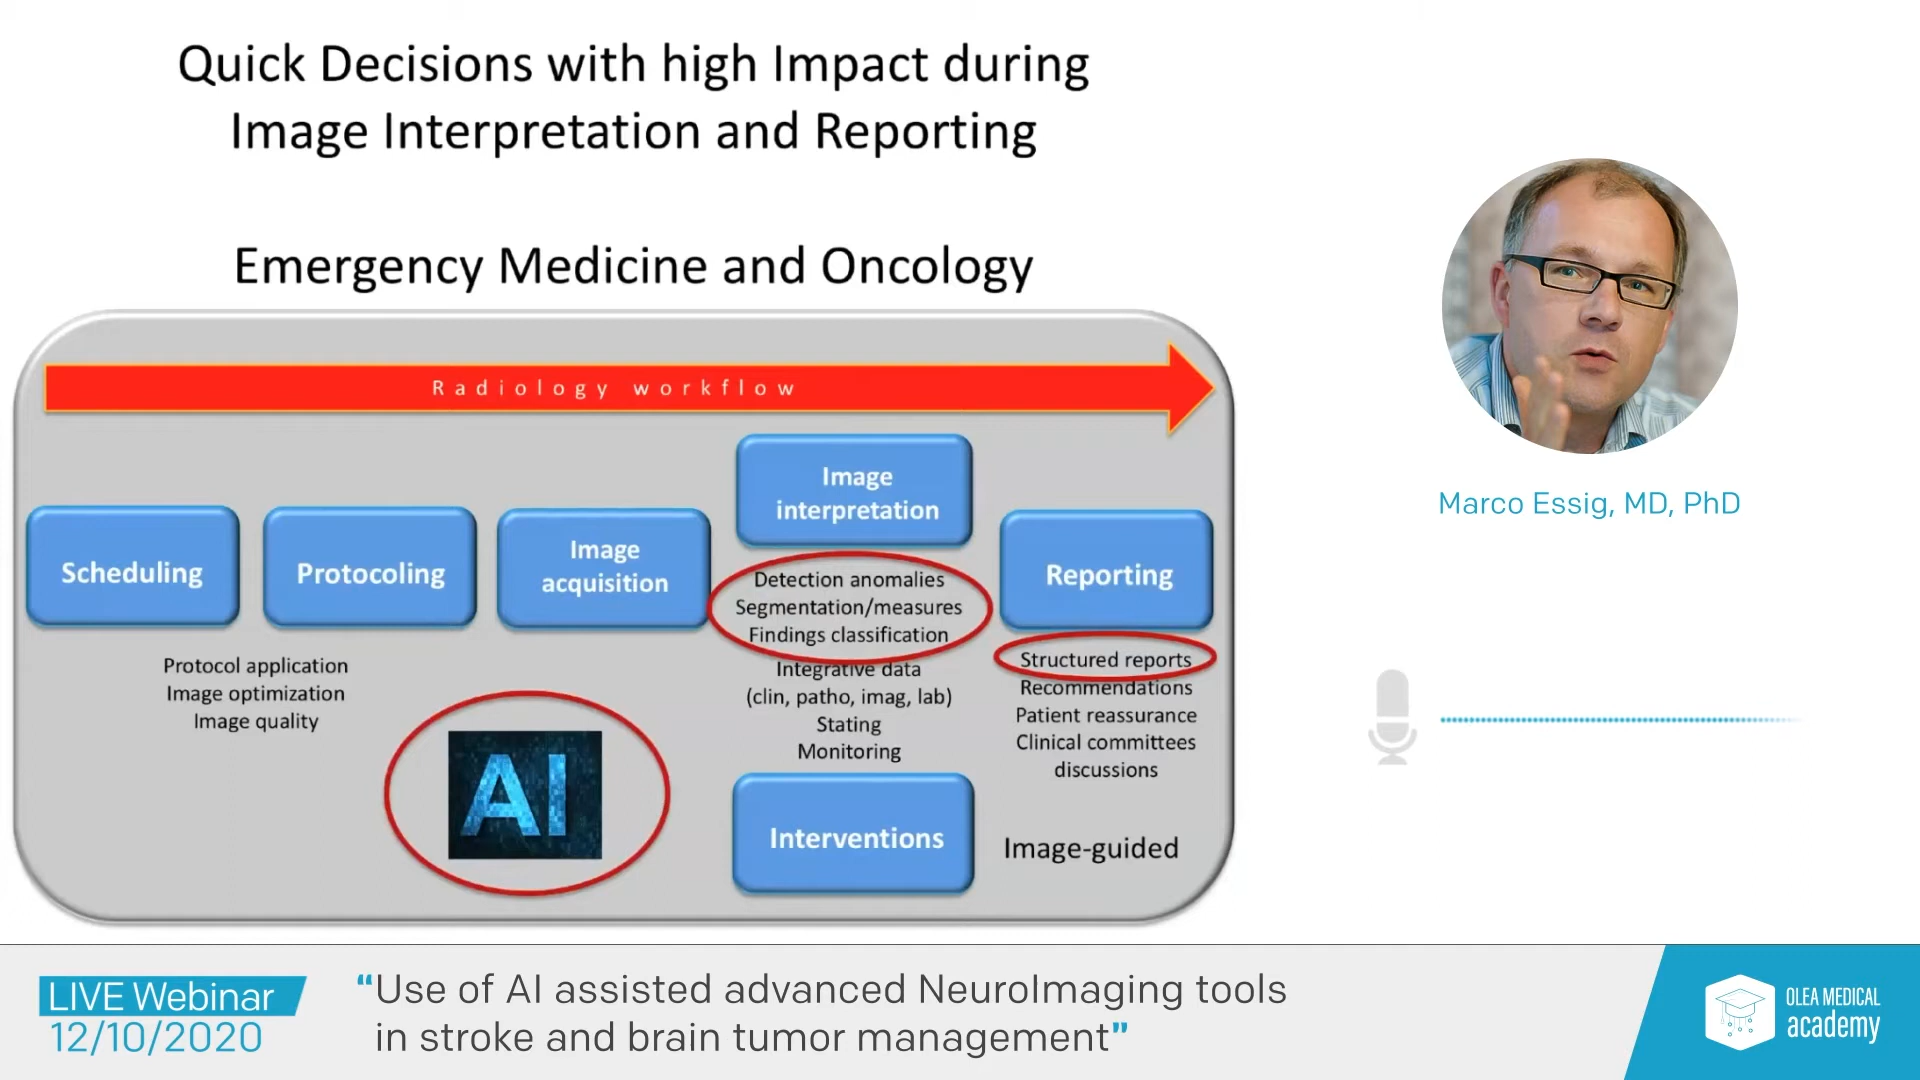 Quick Decisions with high Impact during
Image Interpretation and Reporting
Emergency Medicine and Oncology
Radiology workflow
Scheduling
Protocoling
Image
acquisition
Image
interpretation
Reporting
Protocol application
Image optimization
Image quality
AI
Detection anomalies
Segmentation/measures
Findings classification
Integrative data
(clin, patho, imag, lab)
Stating
Monitoring
Structured reports
Recommendations
Patient reassurance
Clinical committees
discussions
Interventions
Image-guided
Marco Essig, MD, PhD
LIVE Webinar
12/10/2020
“Use of AI assisted advanced NeuroImaging tools
in stroke and brain tumor management”
OLEA MEDICAL
academy